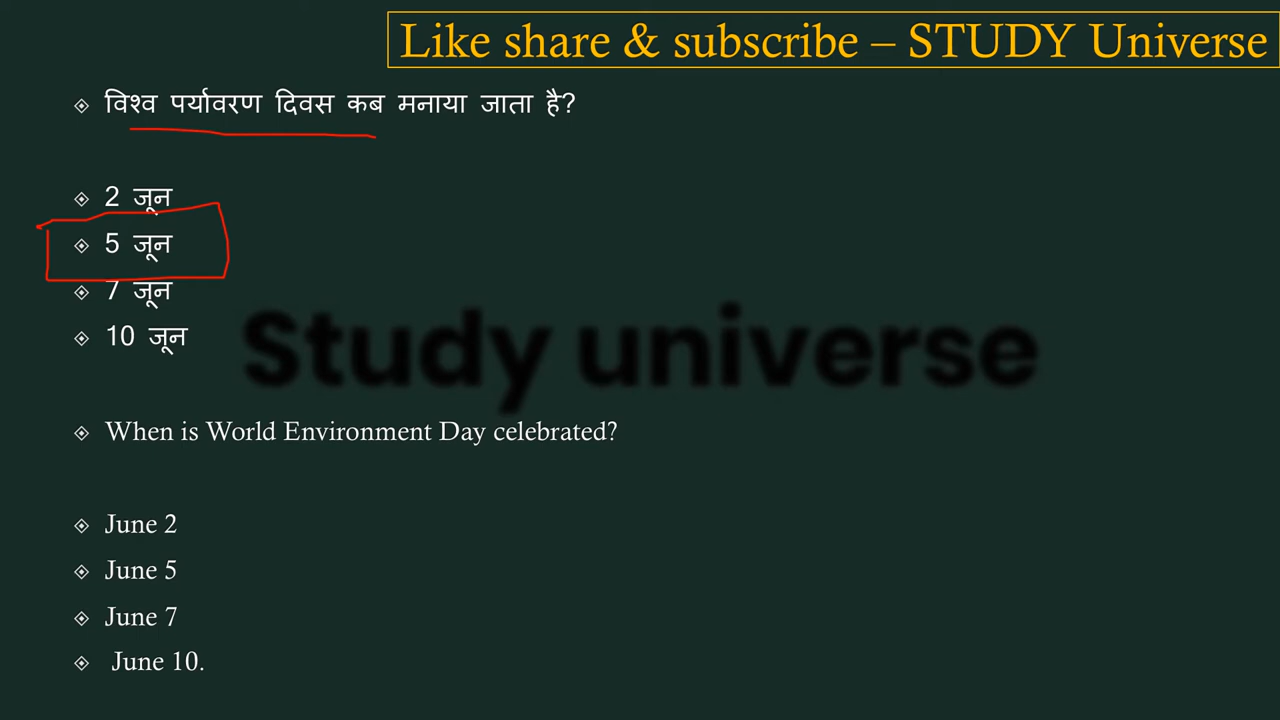 Like share & subscribe – STUDY Universe
विश्व पर्यावरण दिवस कब मनाया जाता है?
2 जून
5 जून
7 जून
10 जून
Study universe
When is World Environment Day celebrated?
June 2
June 5
June 7
June 10.